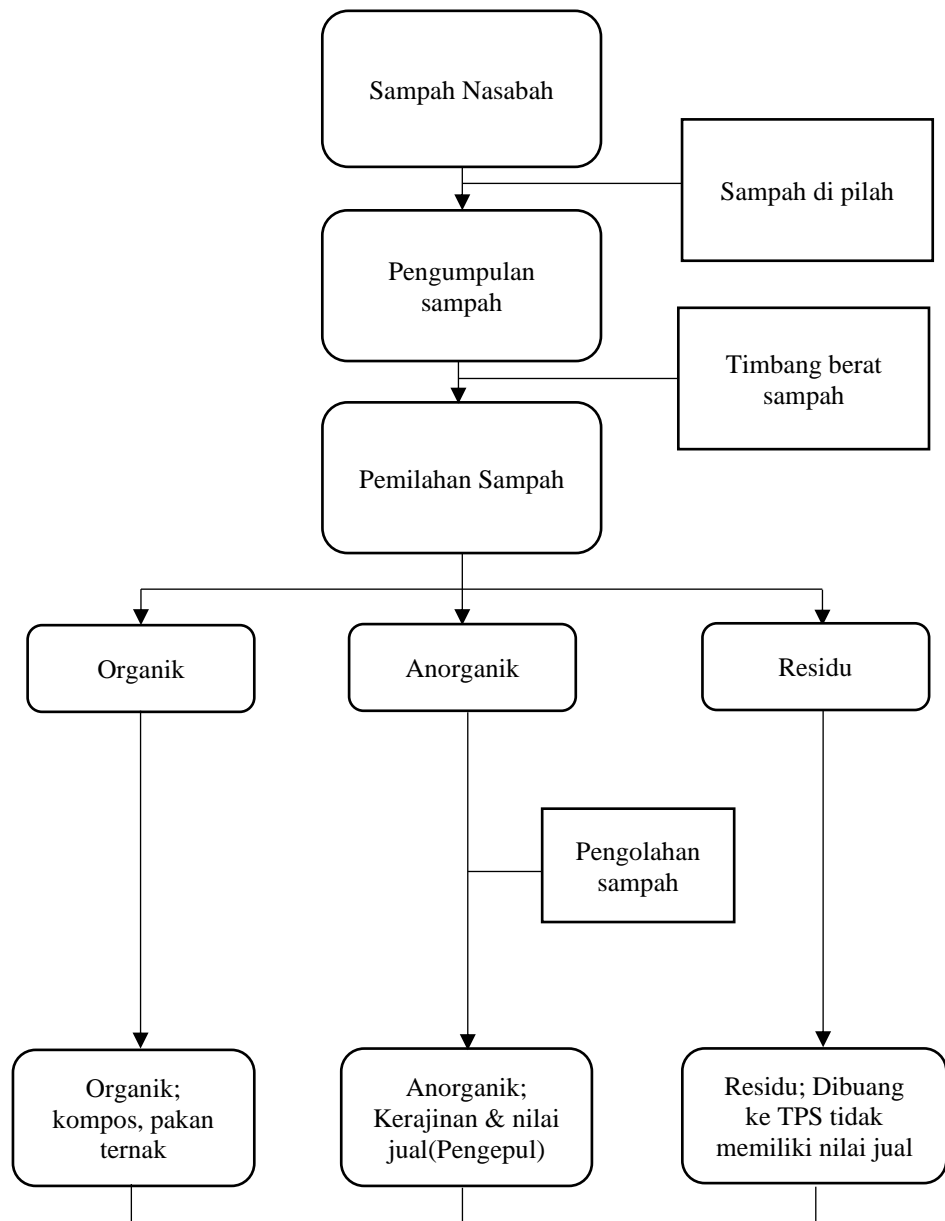 Sampah Nasabah
Sampah di pilah
Pengumpulan
sampah
Timbang berat
sampah
Pemilahan Sampah
Organik
Anorganik
Residu
Pengolahan
sampah
Organik;
kompos, pakan
ternak
Anorganik;
Kerajinan & nilai
jual(Pengepul)
Residu; Dibuang
ke TPS tidak
memiliki nilai jual